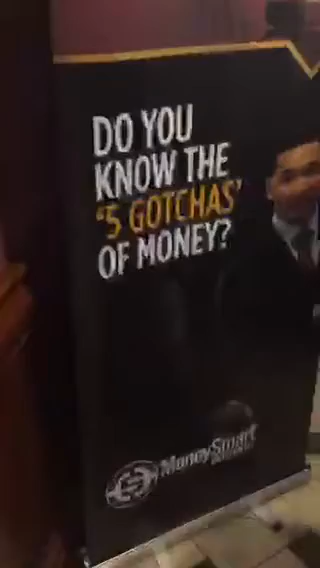 DO YOU
KNOW THE
'5 GOTCHAS'
OF MONEY?
MoneySmart